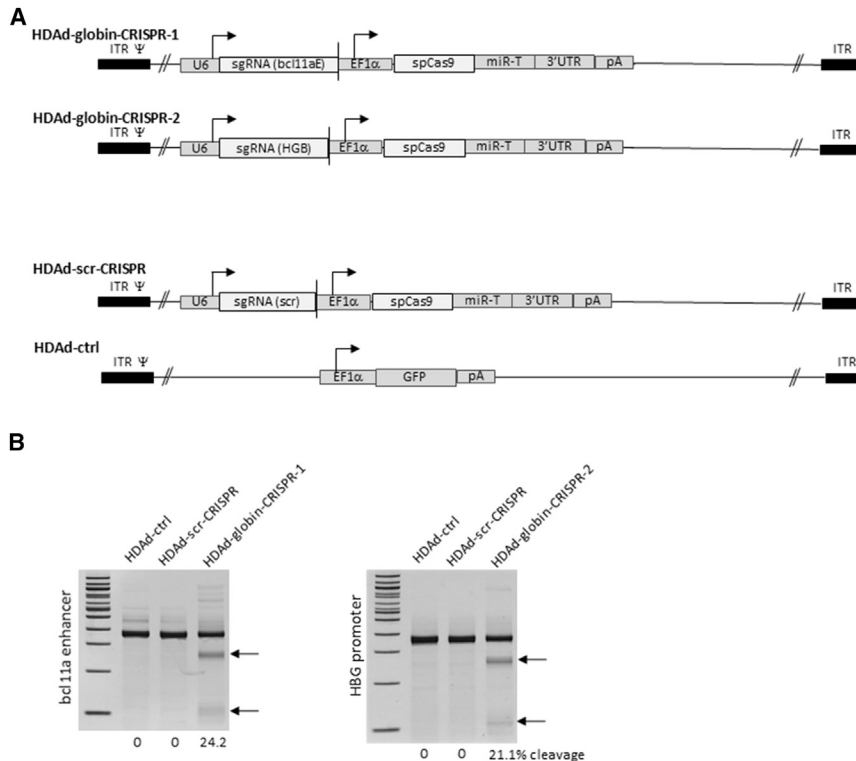 A
HDAd-globin-CRISPR-1
ITR Ψ
ITR
U6 sgRNA (bcl11aE) EF1α spCas9 miR-T 3'UTR pA
HDAd-globin-CRISPR-2
ITR Ψ
ITR
U6 sgRNA (HGB) EF1α spCas9 miR-T 3'UTR pA
HDAd-scr-CRISPR
ITR Ψ
ITR
U6 sgRNA (scr) EF1α spCas9 miR-T 3'UTR pA
HDAd-ctrl
ITR Ψ
ITR
EF1α GFP pA
B
HDAd-ctrl
HDAd-scr-CRISPR
HDAd-globin-CRISPR-1
bcl11a enhancer
0 0 24.2
HDAd-ctrl
HDAd-scr-CRISPR
HDAd-globin-CRISPR-2
HBG promoter
0 0 21.1% cleavage